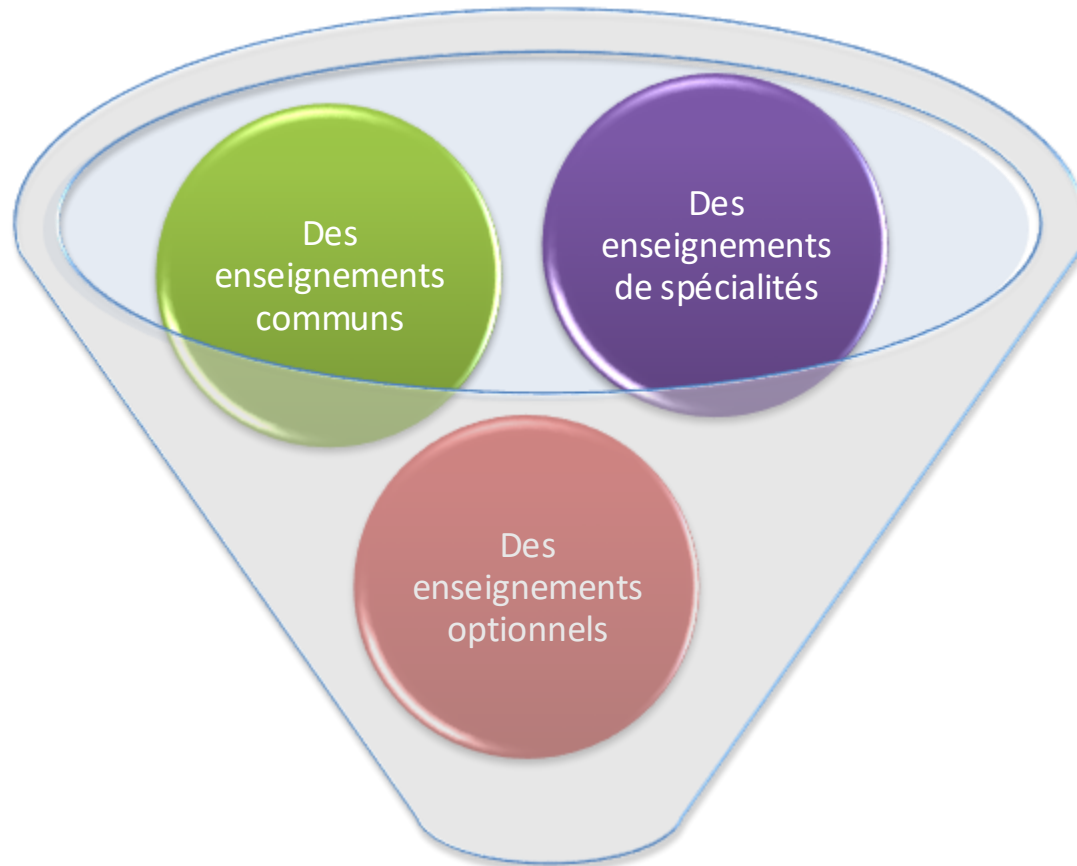 Des
enseignements
communs
Des
enseignements
de spécialités
Des
enseignements
optionnels